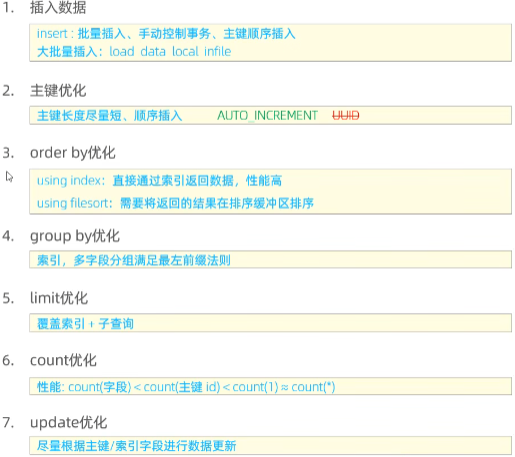 1. 插入数据
insert : 批量插入、手动控制事务、主键顺序插入
大批量插入：load data local infile
2. 主键优化
主键长度尽量短、顺序插入 AUTO_INCREMENT UUID
3. order by优化
using index：直接通过索引返回数据，性能高
using filesort：需要将返回的结果在排序缓冲区排序
4. group by优化
索引，多字段分组满足最左前缀法则
5. limit优化
覆盖索引 + 子查询
6. count优化
性能: count(字段) < count(主键 id) < count(1) ≈ count(*)
7. update优化
尽量根据主键/索引字段进行数据更新